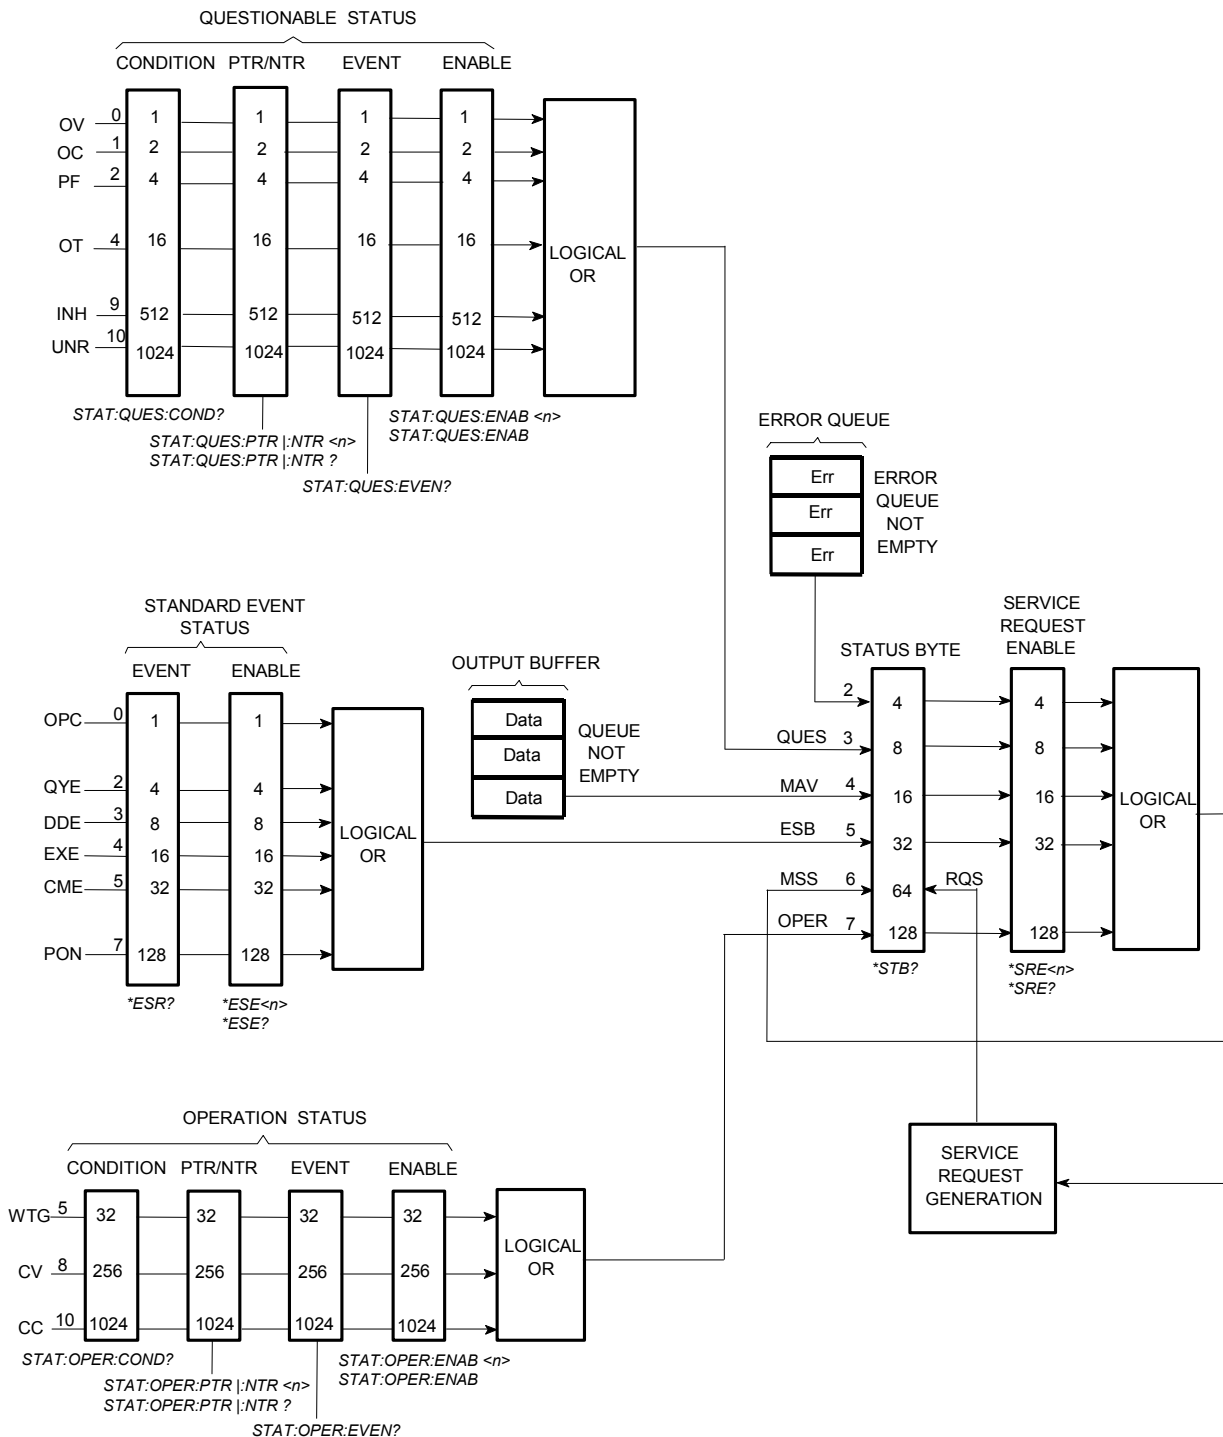 QUESTIONABLE STATUS
CONDITION PTR/NTR EVENT ENABLE
OV 0 1 1 1 1
OC 1 2 2 2 2
PF 2 4 4 4 4
OT 4 16 16 16 16
LOGICAL
OR
INH 9 512 512 512 512
UNR 10 1024 1024 1024 1024
STAT:QUES:COND?
STAT:QUES:PTR |:NTR <n>
STAT:QUES:PTR |:NTR ?
STAT:QUES:EVEN?
STAT:QUES:ENAB <n>
STAT:QUES:ENAB
ERROR QUEUE
Err
Err
Err
ERROR
QUEUE
NOT
EMPTY
STANDARD EVENT
STATUS
EVENT ENABLE
OPC 0 1 1
QYE 2 4 4
DDE 3 8 8
EXE 4 16 16
CME 5 32 32
PON 7 128 128
LOGICAL
OR
*ESR?
*ESE<n>
*ESE?
OUTPUT BUFFER
Data
Data
Data
QUEUE
NOT
EMPTY
STATUS BYTE
SERVICE
REQUEST
ENABLE
2 4 4
QUES 3 8 8
MAV 4 16 16
ESB 5 32 32
MSS 6 64 RQS
OPER 7 128 128
LOGICAL
OR
*STB?
*SRE<n>
*SRE?
SERVICE
REQUEST
GENERATION
OPERATION STATUS
CONDITION PTR/NTR EVENT ENABLE
WTG 5 32 32 32 32
CV 8 256 256 256 256
CC 10 1024 1024 1024 1024
LOGICAL
OR
STAT:OPER:COND?
STAT:OPER:PTR |:NTR <n>
STAT:OPER:PTR |:NTR ?
STAT:OPER:EVEN?
STAT:OPER:ENAB <n>
STAT:OPER:ENAB